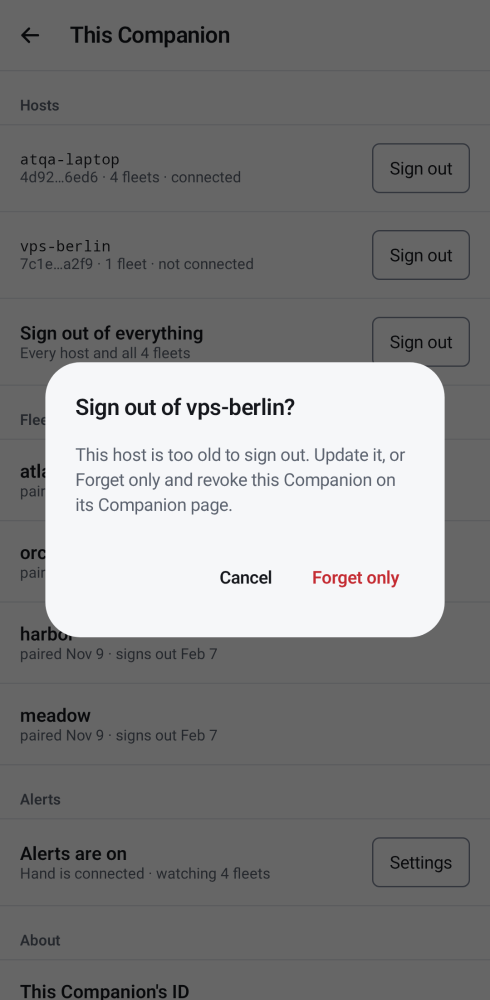 This Companion
Hosts
atqa-laptop
4d92…6ed6 · 4 fleets · connected
Sign out
vps-berlin
7c1e…a2f9 · 1 fleet · not connected
Sign out
Sign out of everything
Every host and all 4 fleets
Sign out
Sign out of vps-berlin?
This host is too old to sign out. Update it, or
Forget only and revoke this Companion on
its Companion page.
Cancel
Forget only
harbor
paired Nov 9 · signs out Feb 7
meadow
paired Nov 9 · signs out Feb 7
Alerts
Alerts are on
Hand is connected · watching 4 fleets
Settings
About
This Companion's ID